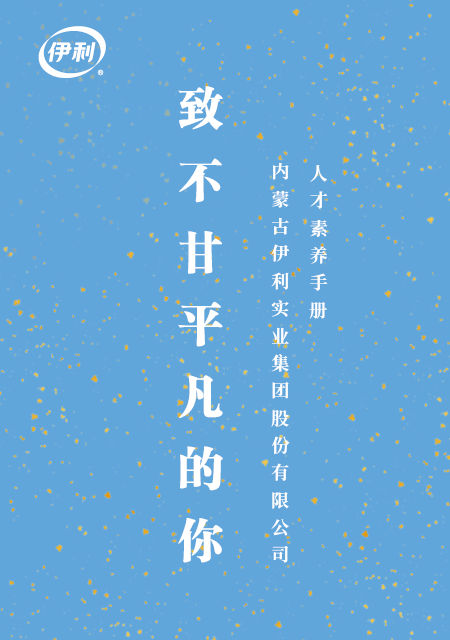 伊利
®
致不甘平凡的你
人才素养手册
内蒙古伊利实业集团股份有限公司